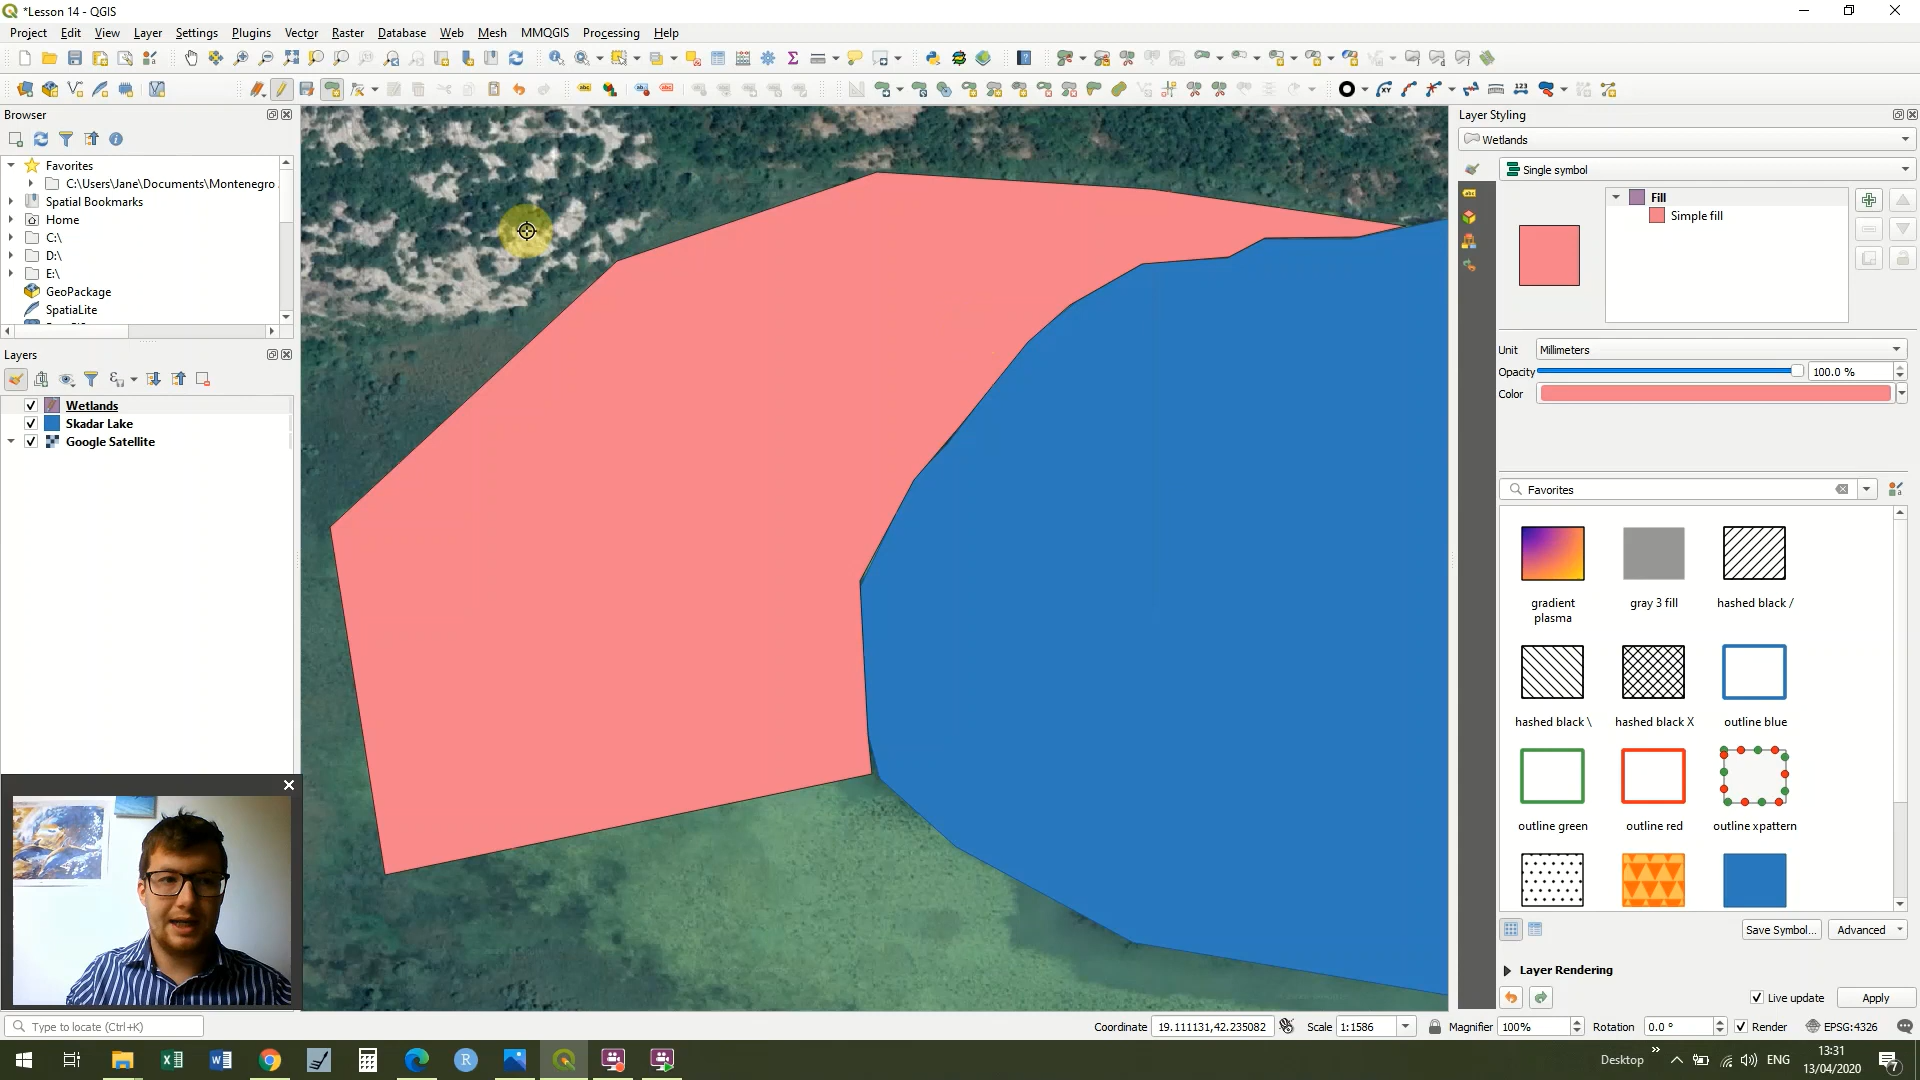 *Lesson 14 - QGIS
Project Edit View Layer Settings Plugins Vector Raster Database Web Mesh MMQGIS Processing Help
Browser
Favorites
C:\Users\Jane\Documents\Montenegro
Spatial Bookmarks
Home
C:\
D:\
E:\
GeoPackage
SpatiaLite
Layers
Wetlands
Skadar Lake
Google Satellite
Layer Styling
Wetlands
Single symbol
Fill
Simple fill
Unit Millimeters
Opacity 100.0 %
Color
Favorites
gradient plasma
gray 3 fill
hashed black /
hashed black \
hashed black X
outline blue
outline green
outline red
outline xpattern
Save Symbol... Advanced
Layer Rendering
Live update Apply
Type to locate (Ctrl+K)
Coordinate 19.111131,42.235082 Scale 1:1586 Magnifier 100% Rotation 0.0 ° Render EPSG:4326
Desktop » ENG 13:31
13/04/2020
7